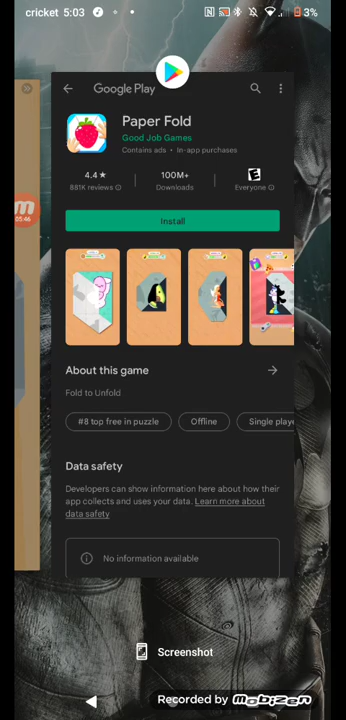 cricket 5:03
3%
Google Play
Paper Fold
Good Job Games
Contains ads • In-app purchases
4.4★
881K reviews
100M+
Downloads
E
Everyone
Install
About this game
Fold to Unfold
#8 top free in puzzle
Offline
Single playe
Data safety
Developers can show information here about how their
app collects and uses your data. Learn more about
data safety
No information available
05:46
Screenshot
Recorded by mobizen